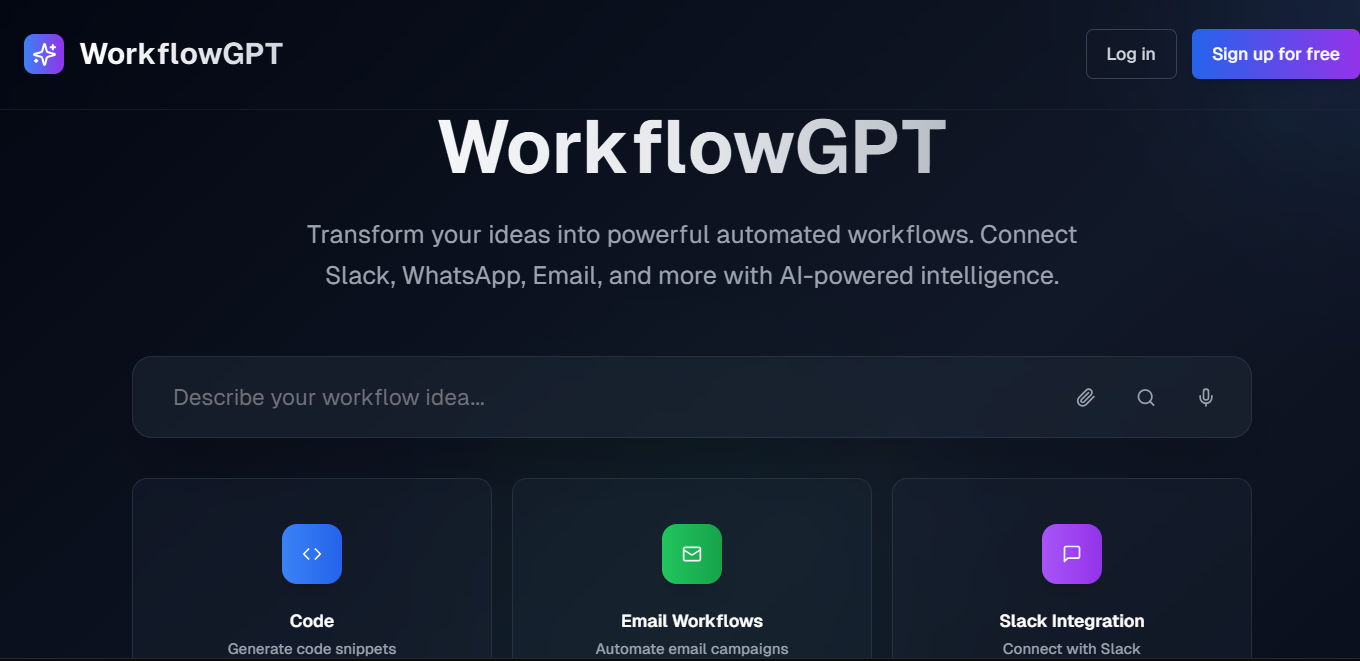 WorkflowGPT
Log in
Sign up for free
WorkflowGPT
Transform your ideas into powerful automated workflows. Connect
Slack, WhatsApp, Email, and more with AI-powered intelligence.
Describe your workflow idea...
Code
Generate code snippets
Email Workflows
Automate email campaigns
Slack Integration
Connect with Slack